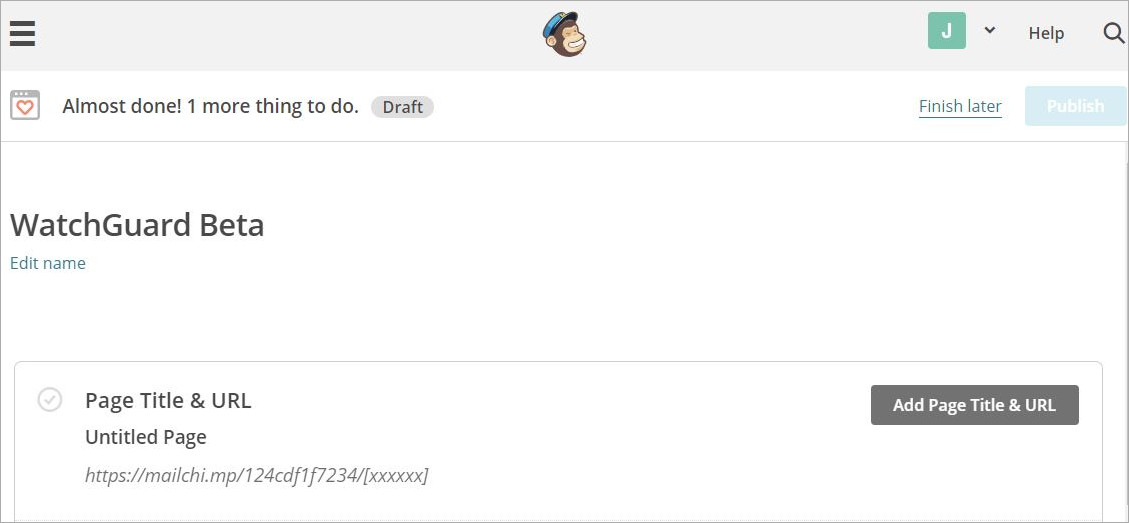 J
Help
Almost done! 1 more thing to do.
Draft
Finish later
Publish
WatchGuard Beta
Edit name
Page Title & URL
Add Page Title & URL
Untitled Page
https://mailchi.mp/124cdf1f7234/[xxxxxx]